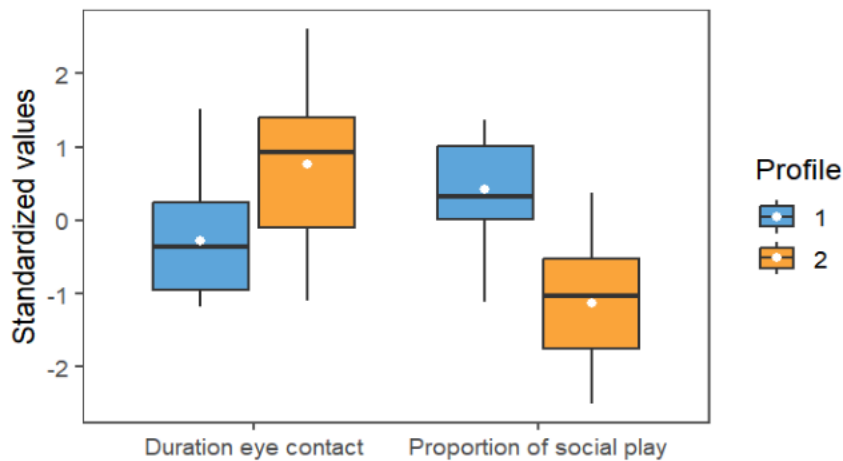 Standardized values
2
1
0
-1
-2
Duration eye contact
Proportion of social play
Profile
1
2